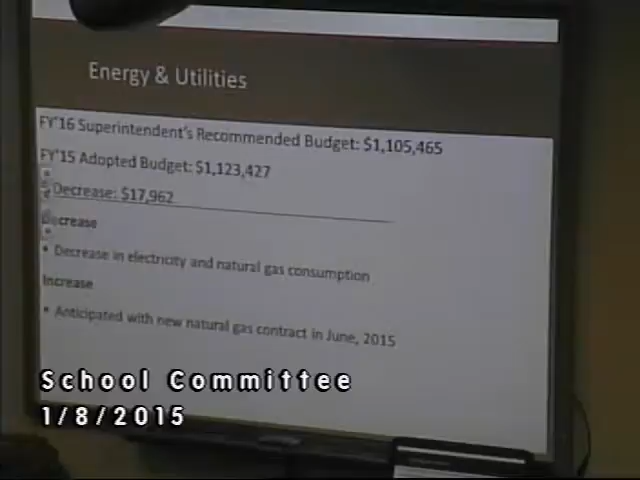 Energy & Utilities
FY'16 Superintendent's Recommended Budget: $1,105,465
FY'15 Adopted Budget: $1,123,427
Decrease: $17,962
Decrease
• Decrease in electricity and natural gas consumption
Increase
• Anticipated with new natural gas contract in June, 2015
School Committee
1/8/2015